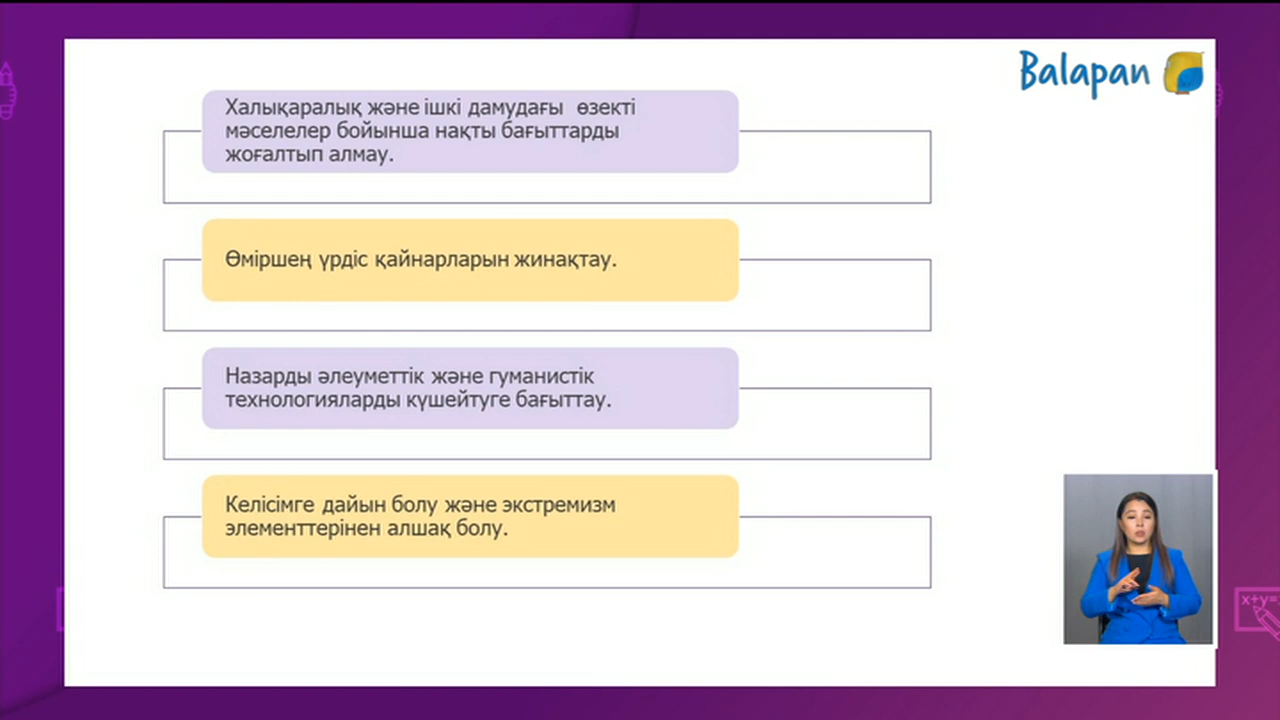 Balapan
Халықаралық және ішкі дамудағы өзекті
мәселелер бойынша нақты бағыттарды
жоғалтып алмау.
Өміршең үрдіс қайнарларын жинақтау.
Назарды әлеуметтік және гуманистік
технологияларды күшейтуге бағыттау.
Келісімге дайын болу және экстремизм
элементтерінен алшақ болу.
x+y=